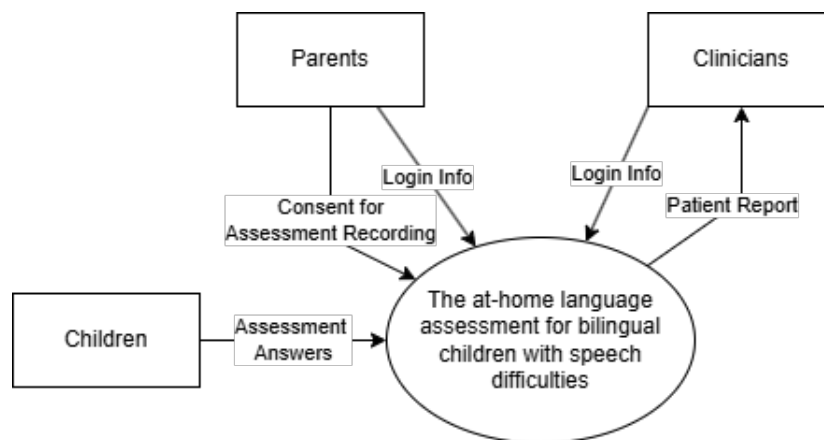 Parents
Clinicians
Login Info
Login Info
Consent for
Assessment Recording
Patient Report
Children
Assessment
Answers
The at-home language
assessment for bilingual
children with speech
difficulties